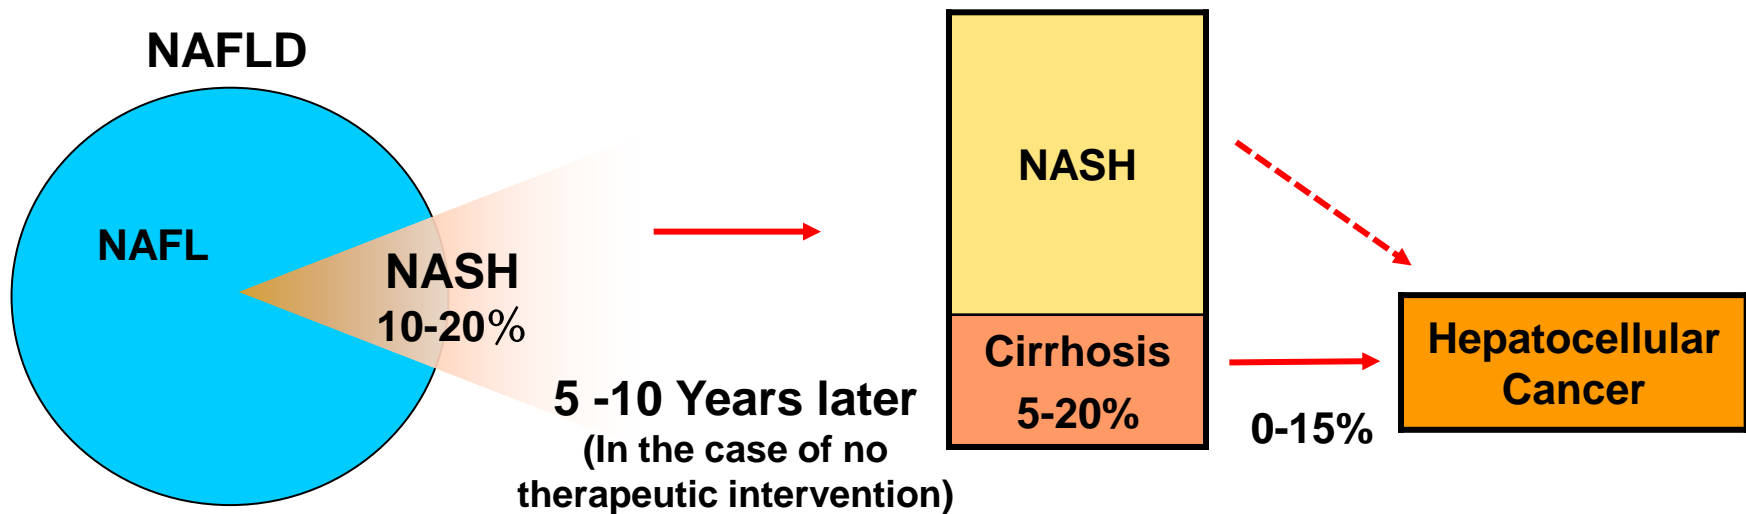 NAFLD
NAFL
NASH
10-20%
5 -10 Years later
(In the case of no
therapeutic intervention)
NASH
Cirrhosis
5-20%
0-15%
Hepatocellular
Cancer